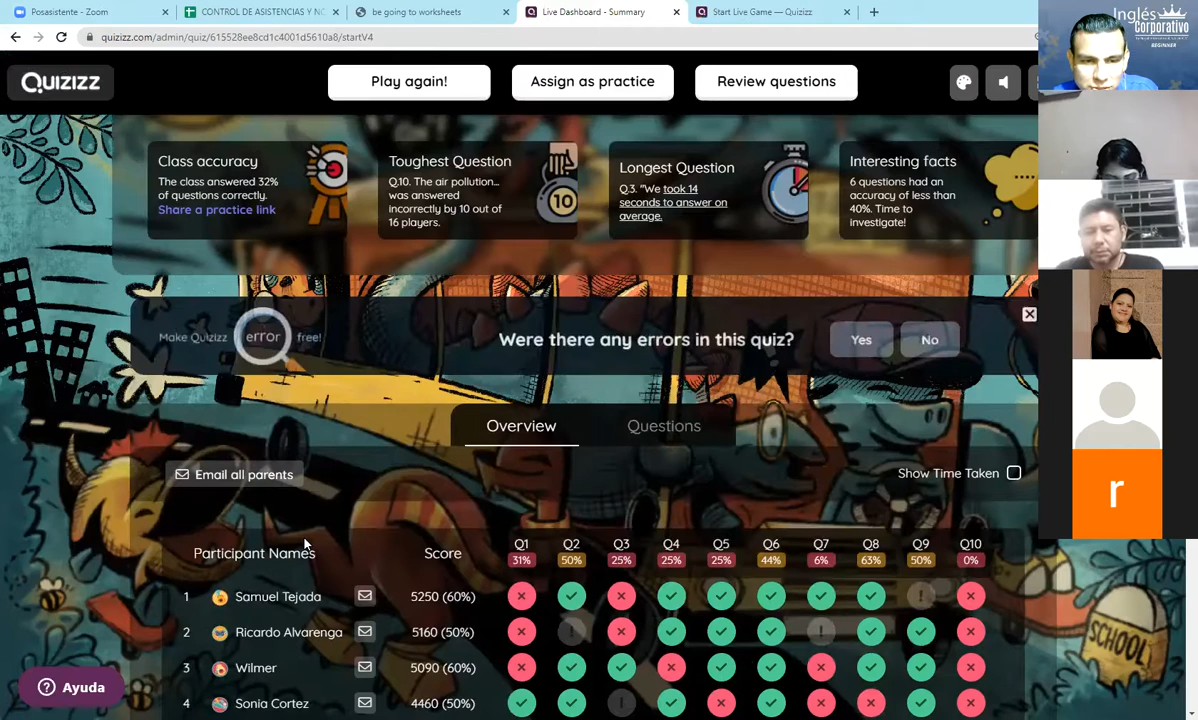 Posasistente - Zoom
CONTROL DE ASISTENCIAS Y NO
be going to worksheets
Live Dashboard - Summary
Start Live Game — Quizizz
quizizz.com/admin/quiz/615528ee8cd1c4001d5610a8/startV4
Inglés
Corporativo
BEGINNER
Quizizz
Play again!
Assign as practice
Review questions
Class accuracy
The class answered 32%
of questions correctly.
Share a practice link
Toughest Question
Q.10. The air pollution...
was answered
incorrectly by 10 out of
16 players.
10
Longest Question
Q.3. "We took 14
seconds to answer on
average.
Interesting facts
6 questions had an
accuracy of less than
40%. Time to
investigate!
Make Quizizz error free!
Were there any errors in this quiz?
Yes
No
Overview
Questions
Email all parents
Show Time Taken
r
Participant Names
Score
Q1 Q2 Q3 Q4 Q5 Q6 Q7 Q8 Q9 Q10
31% 50% 25% 25% 25% 44% 6% 63% 50% 0%
1 Samuel Tejada 5250 (60%)
2 Ricardo Alvarenga 5160 (50%)
3 Wilmer 5090 (60%)
4 Sonia Cortez 4460 (50%)
SCHOOL
Ayuda